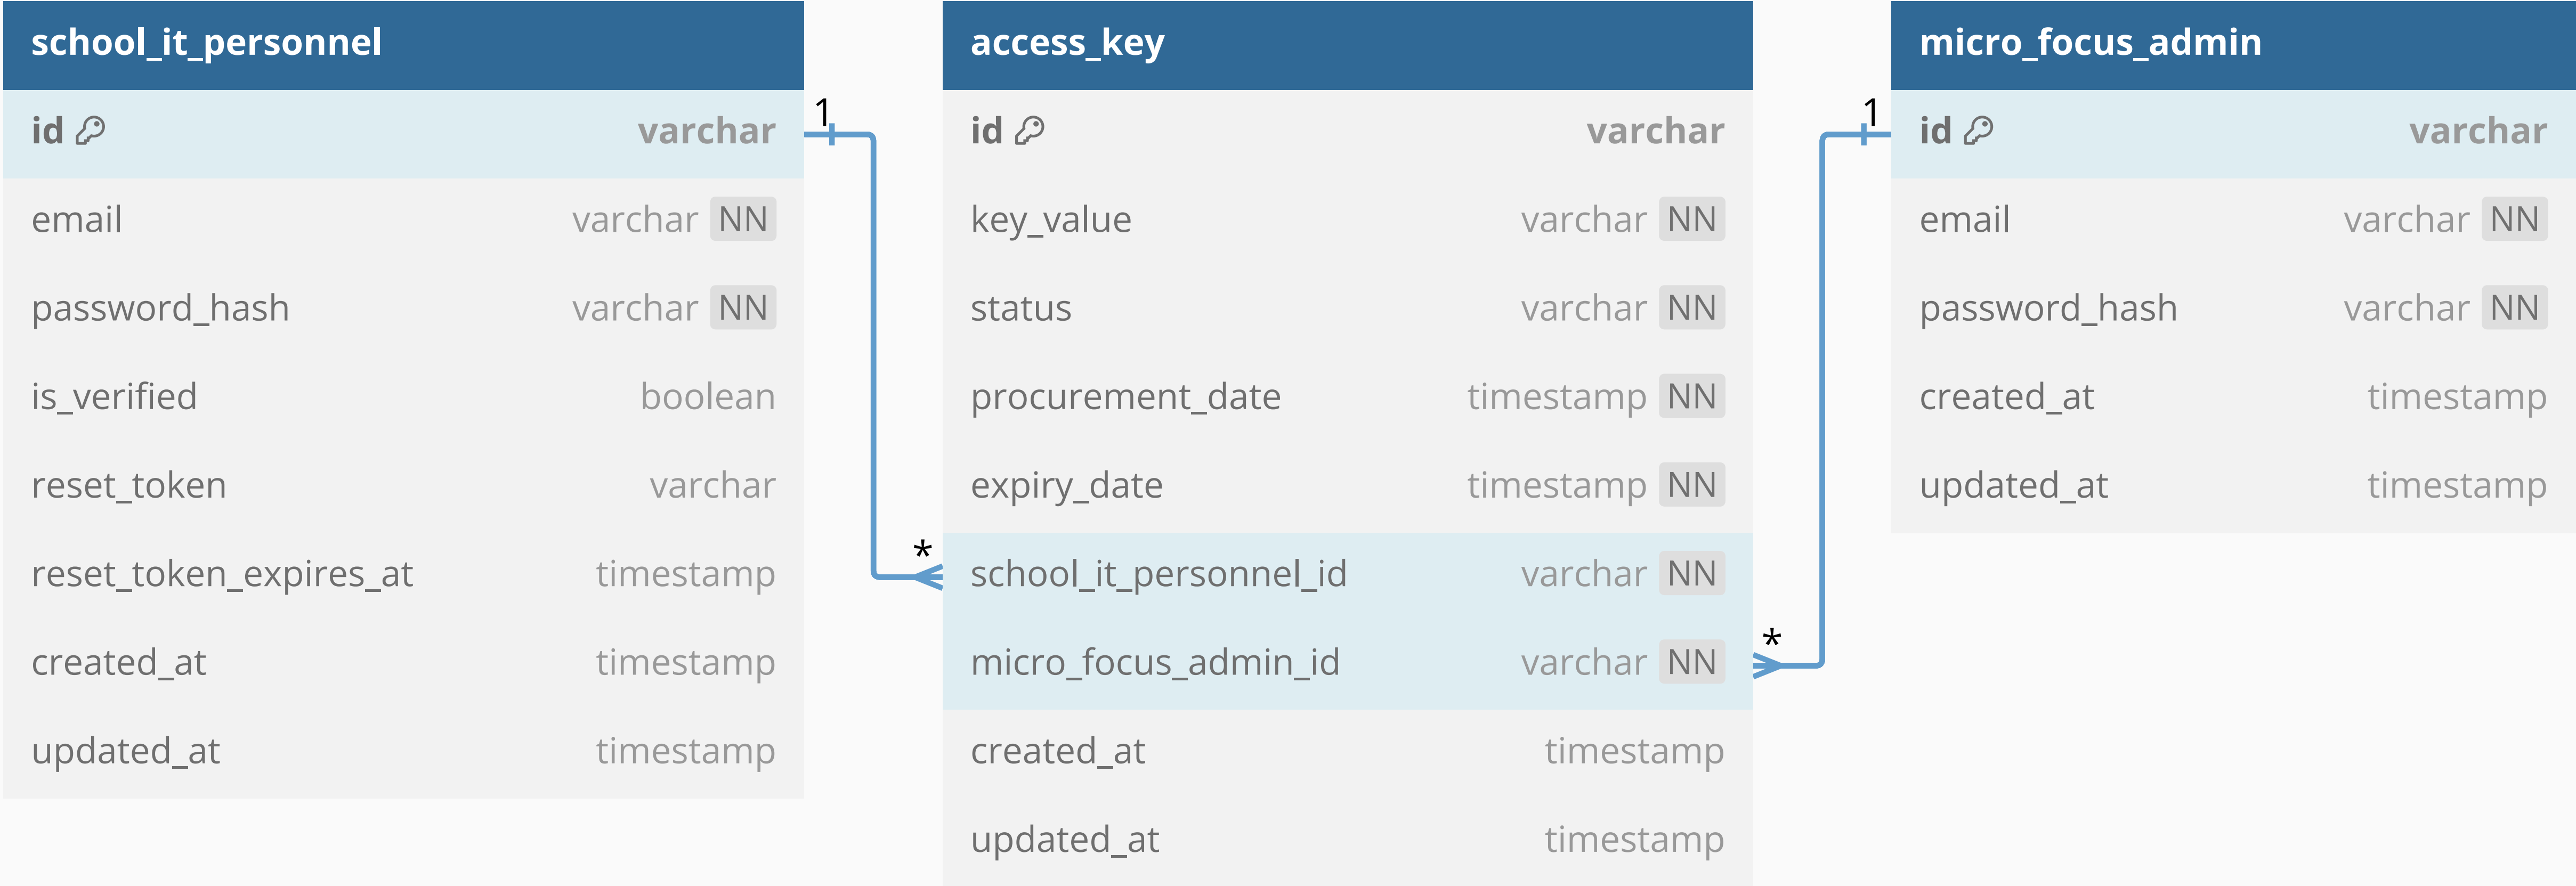 school_it_personnel
id varchar
email varchar NN
password_hash varchar NN
is_verified boolean
reset_token varchar
reset_token_expires_at timestamp
created_at timestamp
updated_at timestamp
1
*
access_key
id varchar
key_value varchar NN
status varchar NN
procurement_date timestamp NN
expiry_date timestamp NN
school_it_personnel_id varchar NN
micro_focus_admin_id varchar NN
created_at timestamp
updated_at timestamp
1
*
micro_focus_admin
id varchar
email varchar NN
password_hash varchar NN
created_at timestamp
updated_at timestamp